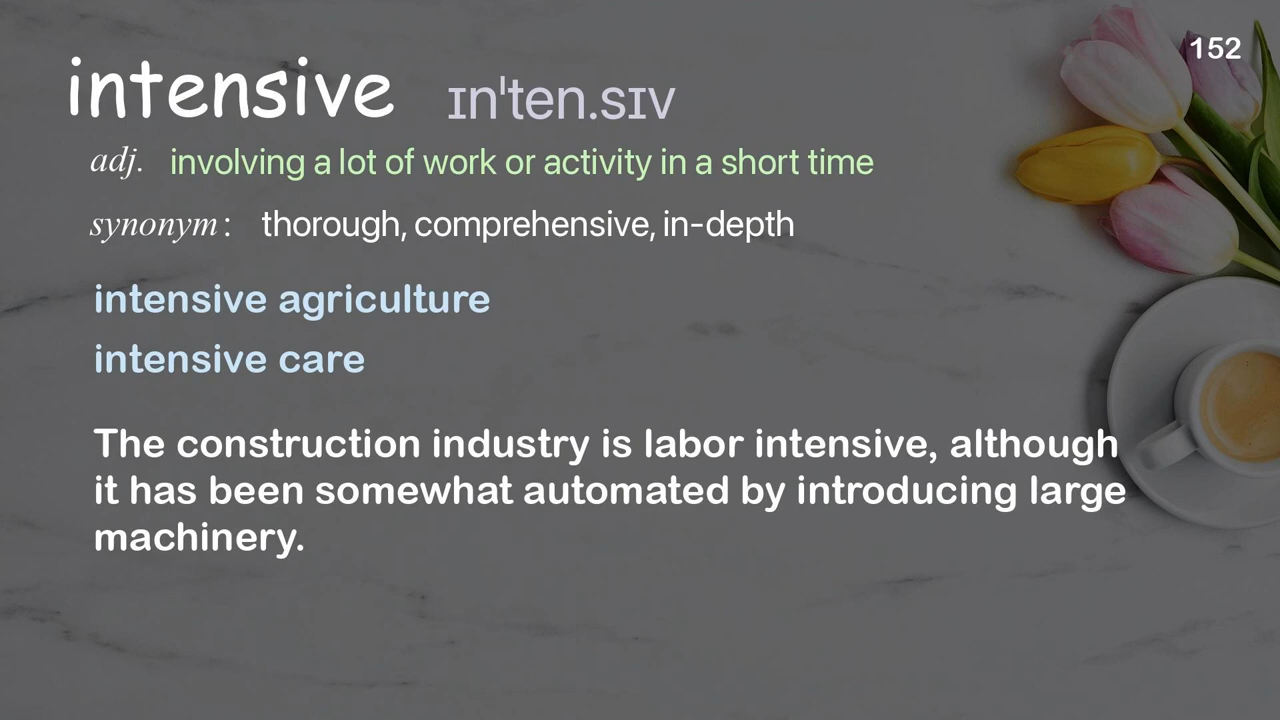 152
intensive ɪn'ten.sɪv
adj. involving a lot of work or activity in a short time
synonym: thorough, comprehensive, in-depth
intensive agriculture
intensive care
The construction industry is labor intensive, although
it has been somewhat automated by introducing large
machinery.